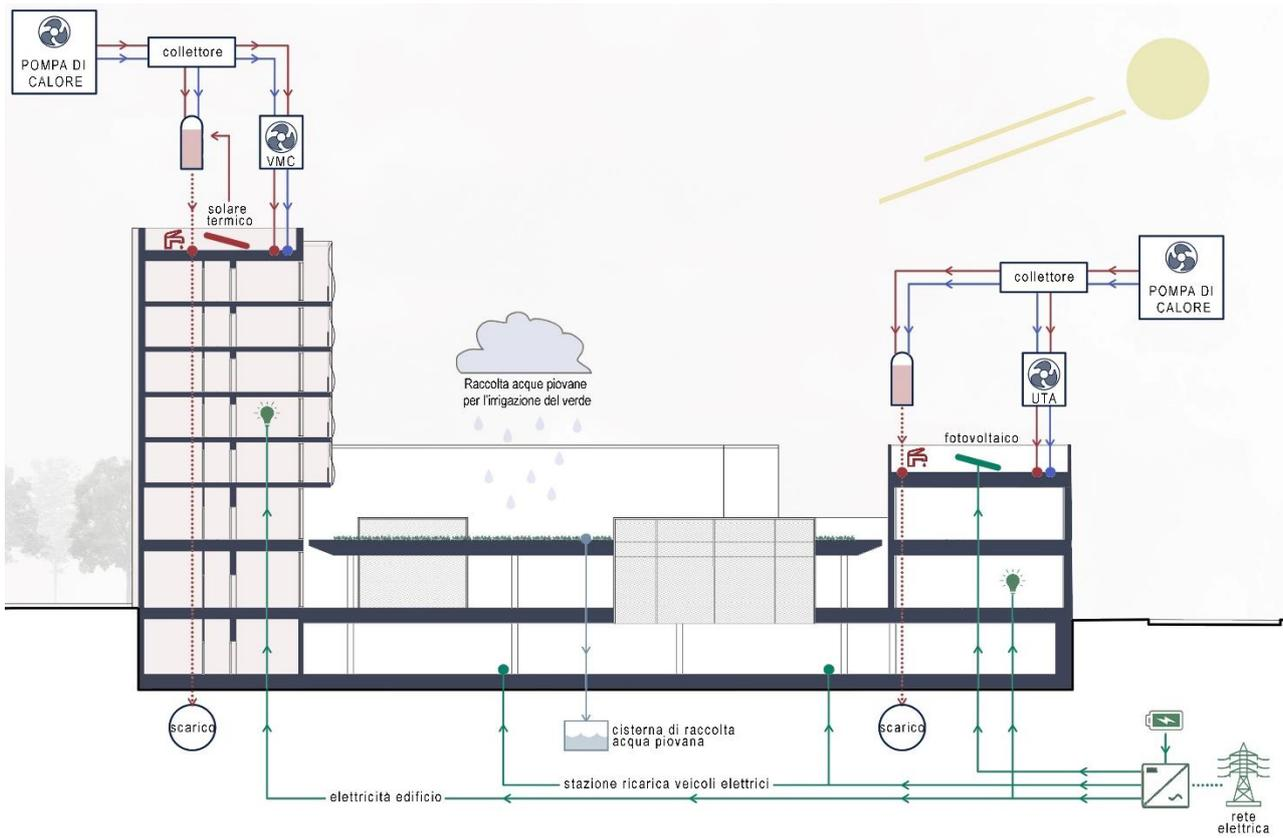 POMPA DI
CALORE
collettore
VMC
solare
termico
collettore
POMPA DI
CALORE
UTA
Raccolta acque piovane
per l'irrigazione del verde
fotovoltaico
scarico
cisterna di raccolta
acqua piovana
scarico
stazione ricarica veicoli elettrici
elettricità edificio
rete
elettrica